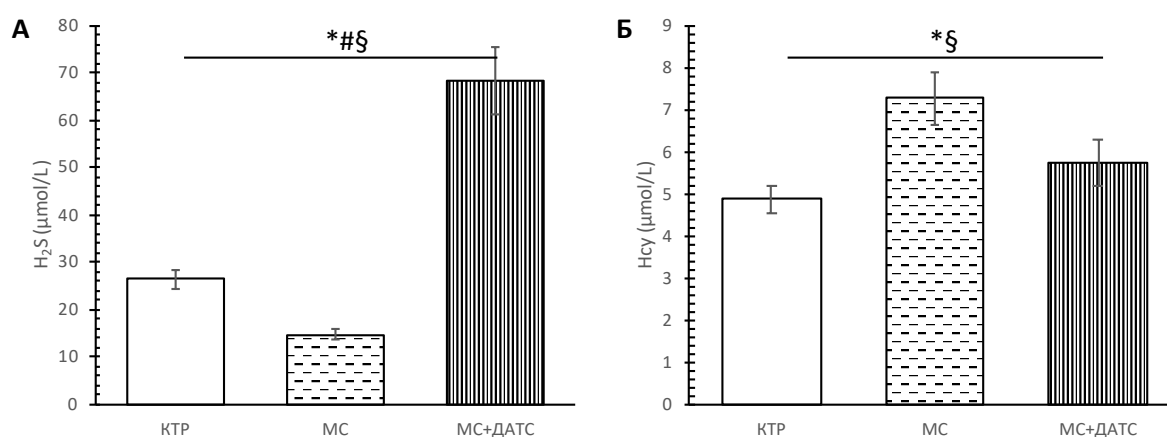 А
*#§
80
70
60
50
40
30
20
10
0
H₂S (μmol/L)
КТР
МС
МС+ДАТС
Б
*§
9
8
7
6
5
4
3
2
1
0
Hcy (μmol/L)
КТР
МС
МС+ДАТС